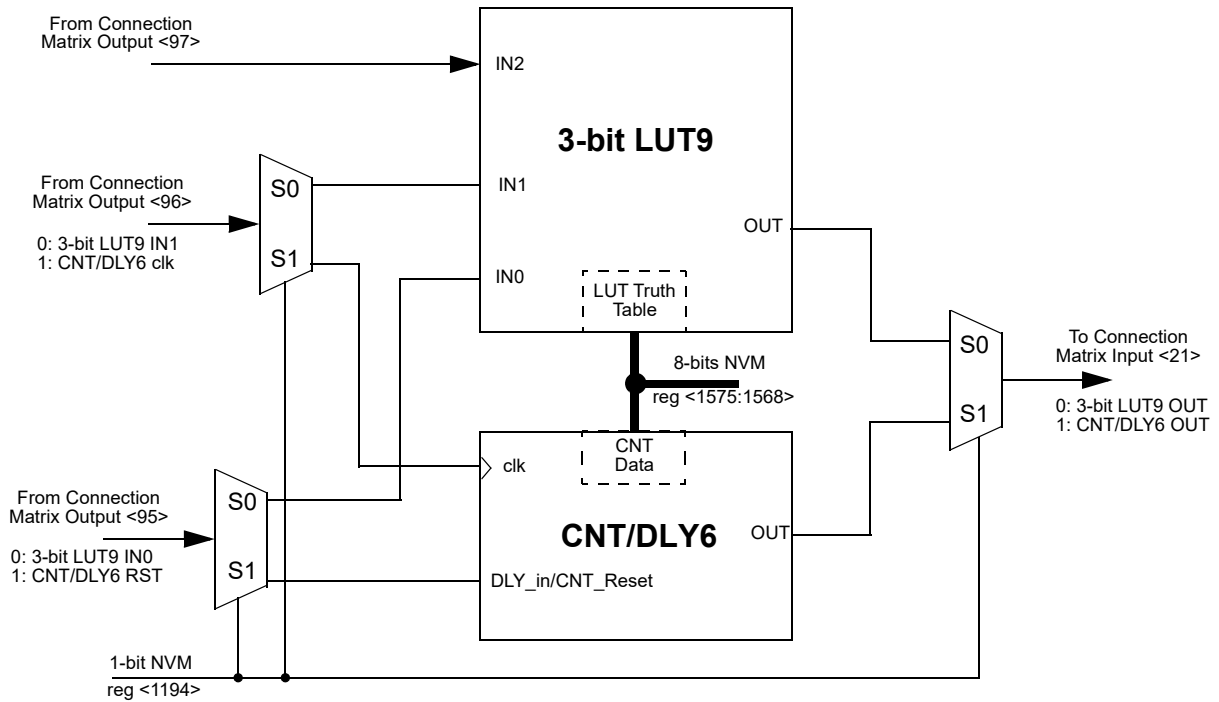 From Connection
Matrix Output <97>
IN2
3-bit LUT9
From Connection
Matrix Output <96>
0: 3-bit LUT9 IN1
1: CNT/DLY6 clk
S0
S1
IN1
IN0
OUT
LUT Truth
Table
8-bits NVM
reg <1575:1568>
S0
S1
To Connection
Matrix Input <21>
0: 3-bit LUT9 OUT
1: CNT/DLY6 OUT
CNT
Data
clk
CNT/DLY6
OUT
DLY_in/CNT_Reset
From Connection
Matrix Output <95>
0: 3-bit LUT9 IN0
1: CNT/DLY6 RST
S0
S1
1-bit NVM
reg <1194>